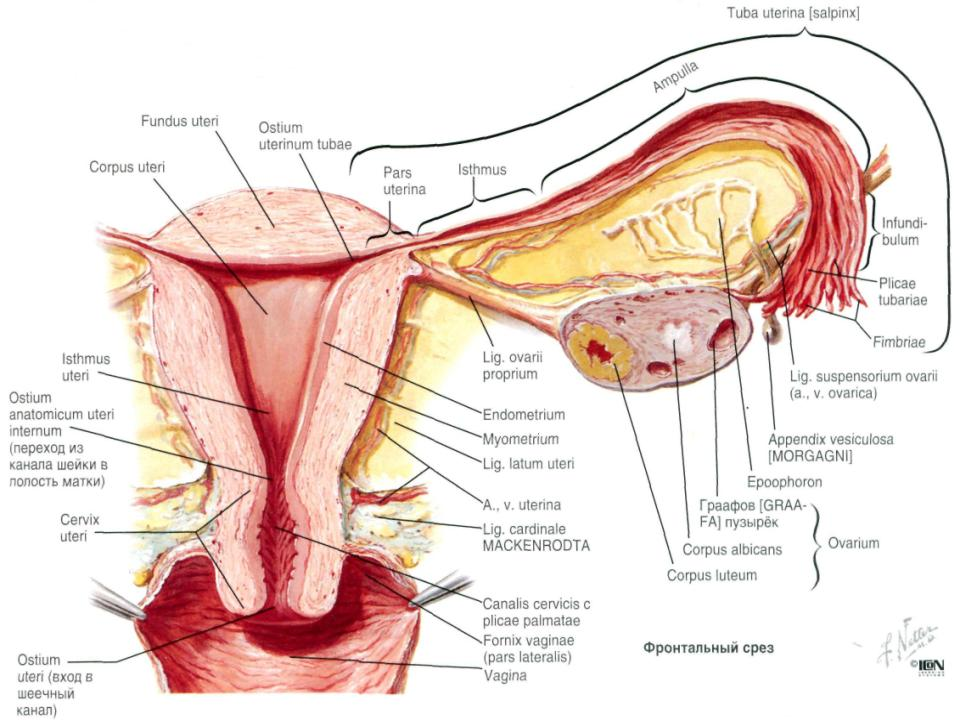 Tuba uterina [salpinx]
Ampulla
Fundus uteri
Ostium
uterinum tubae
Corpus uteri
Pars
uterina
Isthmus
Infundi-
bulum
Plicae
tubariae
Fimbriae
Isthmus
uteri
Lig. ovarii
proprium
Lig. suspensorium ovarii
(a., v. ovarica)
Ostium
anatomicum uteri
internum
(переход из
канала шейки в
полость матки)
Endometrium
Myometrium
Lig. latum uteri
Appendix vesiculosa
[MORGAGNI]
Epoophoron
A., v. uterina
Граафов [GRAA-
FA] пузырёк
Cervix
uteri
Lig. cardinale
MACKENRODTA
Corpus albicans
Ovarium
Corpus luteum
Canalis cervicis с
plicae palmatae
Fornix vaginae
(pars lateralis)
Vagina
Фронтальный срез
Ostium
uteri (вход в
шеечный
канал)
F. Netter
M.D.
© ICON